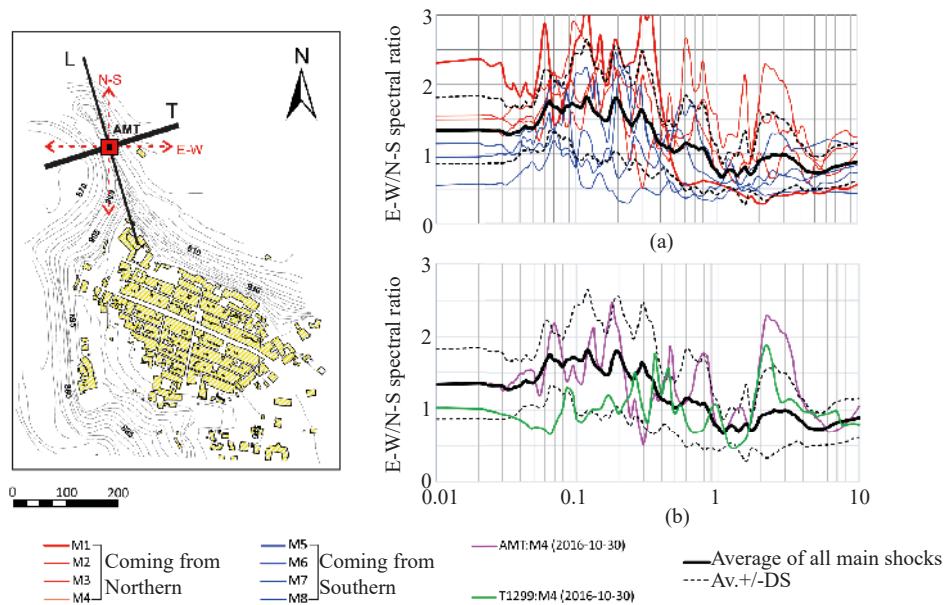 L
N
N-S
T
AMT
E-W
610
610
0 100 200
E-W/N-S spectral ratio
3
2
1
0
(a)
E-W/N-S spectral ratio
3
2
1
0
0.01 0.1 1 10
(b)
M1
M2
M3
M4
Coming from
Northern
M5
M6
M7
M8
Coming from
Southern
AMT:M4 (2016-10-30)
T1299:M4 (2016-10-30)
Average of all main shocks
Av.+/-DS